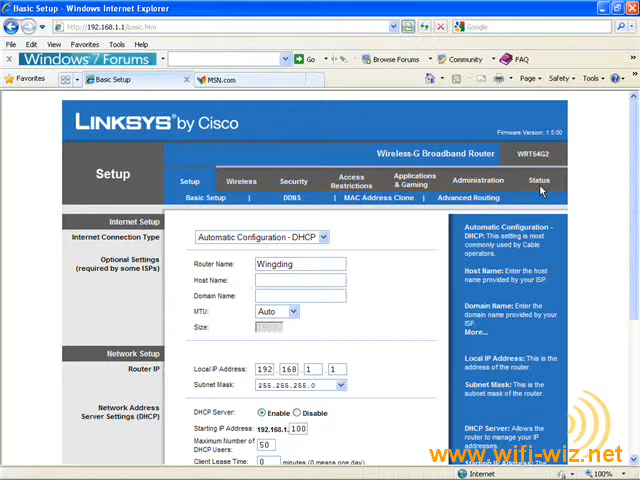 Basic Setup - Windows Internet Explorer
http://192.168.1.1/basic.htm
Google
File Edit View Favorites Tools Help
Windows 7 Forums Go Browse Forums Community FAQ
Favorites Basic Setup MSN.com Page Safety Tools
LINKSYS® by Cisco
Firmware Version: 1.5.00
Wireless-G Broadband Router WRT54G2
Setup
Setup Wireless Security Access Restrictions Applications & Gaming Administration Status
Basic Setup | DDNS | MAC Address Clone | Advanced Routing
Internet Setup
Internet Connection Type
Automatic Configuration - DHCP
Optional Settings
(required by some ISPs)
Router Name: Wingding
Host Name:
Domain Name:
MTU: Auto
Size: 1500
Network Setup
Router IP
Local IP Address: 192 . 168 . 1 . 1
Subnet Mask: 255.255.255.0
Network Address
Server Settings (DHCP)
DHCP Server: Enable Disable
Starting IP Address: 192.168.1. 100
Maximum Number of
DHCP Users: 50
Client Lease Time: 0 minutes (0 means one day)
Automatic Configuration -
DHCP: This setting is most
commonly used by Cable
operators.
Host Name: Enter the host
name provided by your ISP.
Domain Name: Enter the
domain name provided by your
ISP.
More...
Local IP Address: This is the
address of the router.
Subnet Mask: This is the
subnet mask of the router.
DHCP Server: Allows the
router to manage your IP
addresses.
Starting IP Address: The
www.wifi-wiz.net
Internet 100%